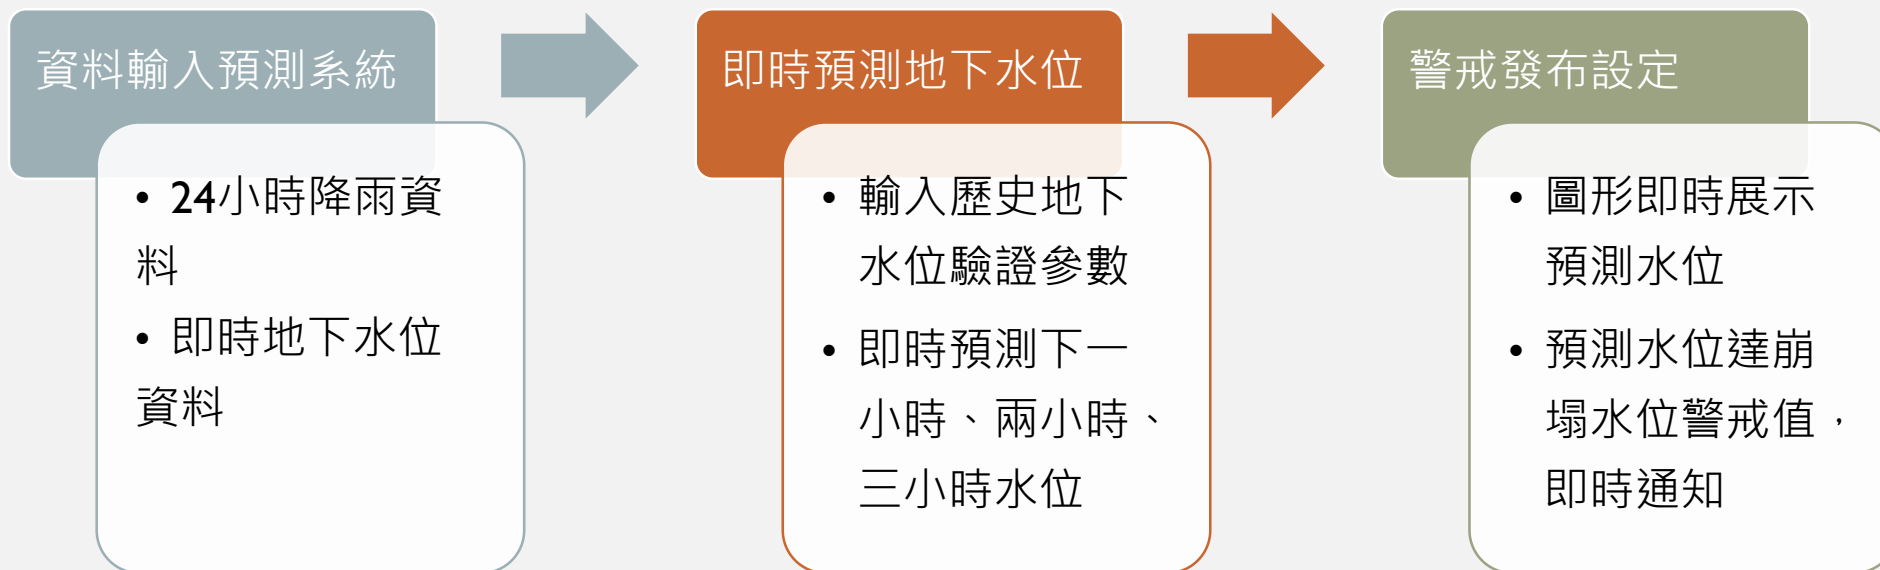 資料輸入預測系統
• 24小時降雨資
料
• 即時地下水位
資料
即時預測地下水位
• 輸入歷史地下
水位驗證參數
• 即時預測下一
小時、兩小時、
三小時水位
警戒發布設定
• 圖形即時展示
預測水位
• 預測水位達崩
塌水位警戒值，
即時通知